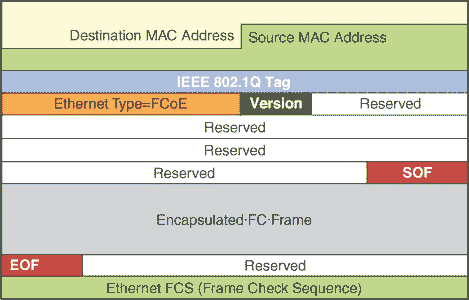 Destination MAC Address
Source MAC Address
IEEE 802.1Q Tag
Ethernet Type=FCoE Version Reserved
Reserved
Reserved
Reserved SOF
Encapsulated·FC·Frame
EOF Reserved
Ethernet FCS (Frame Check Sequence)